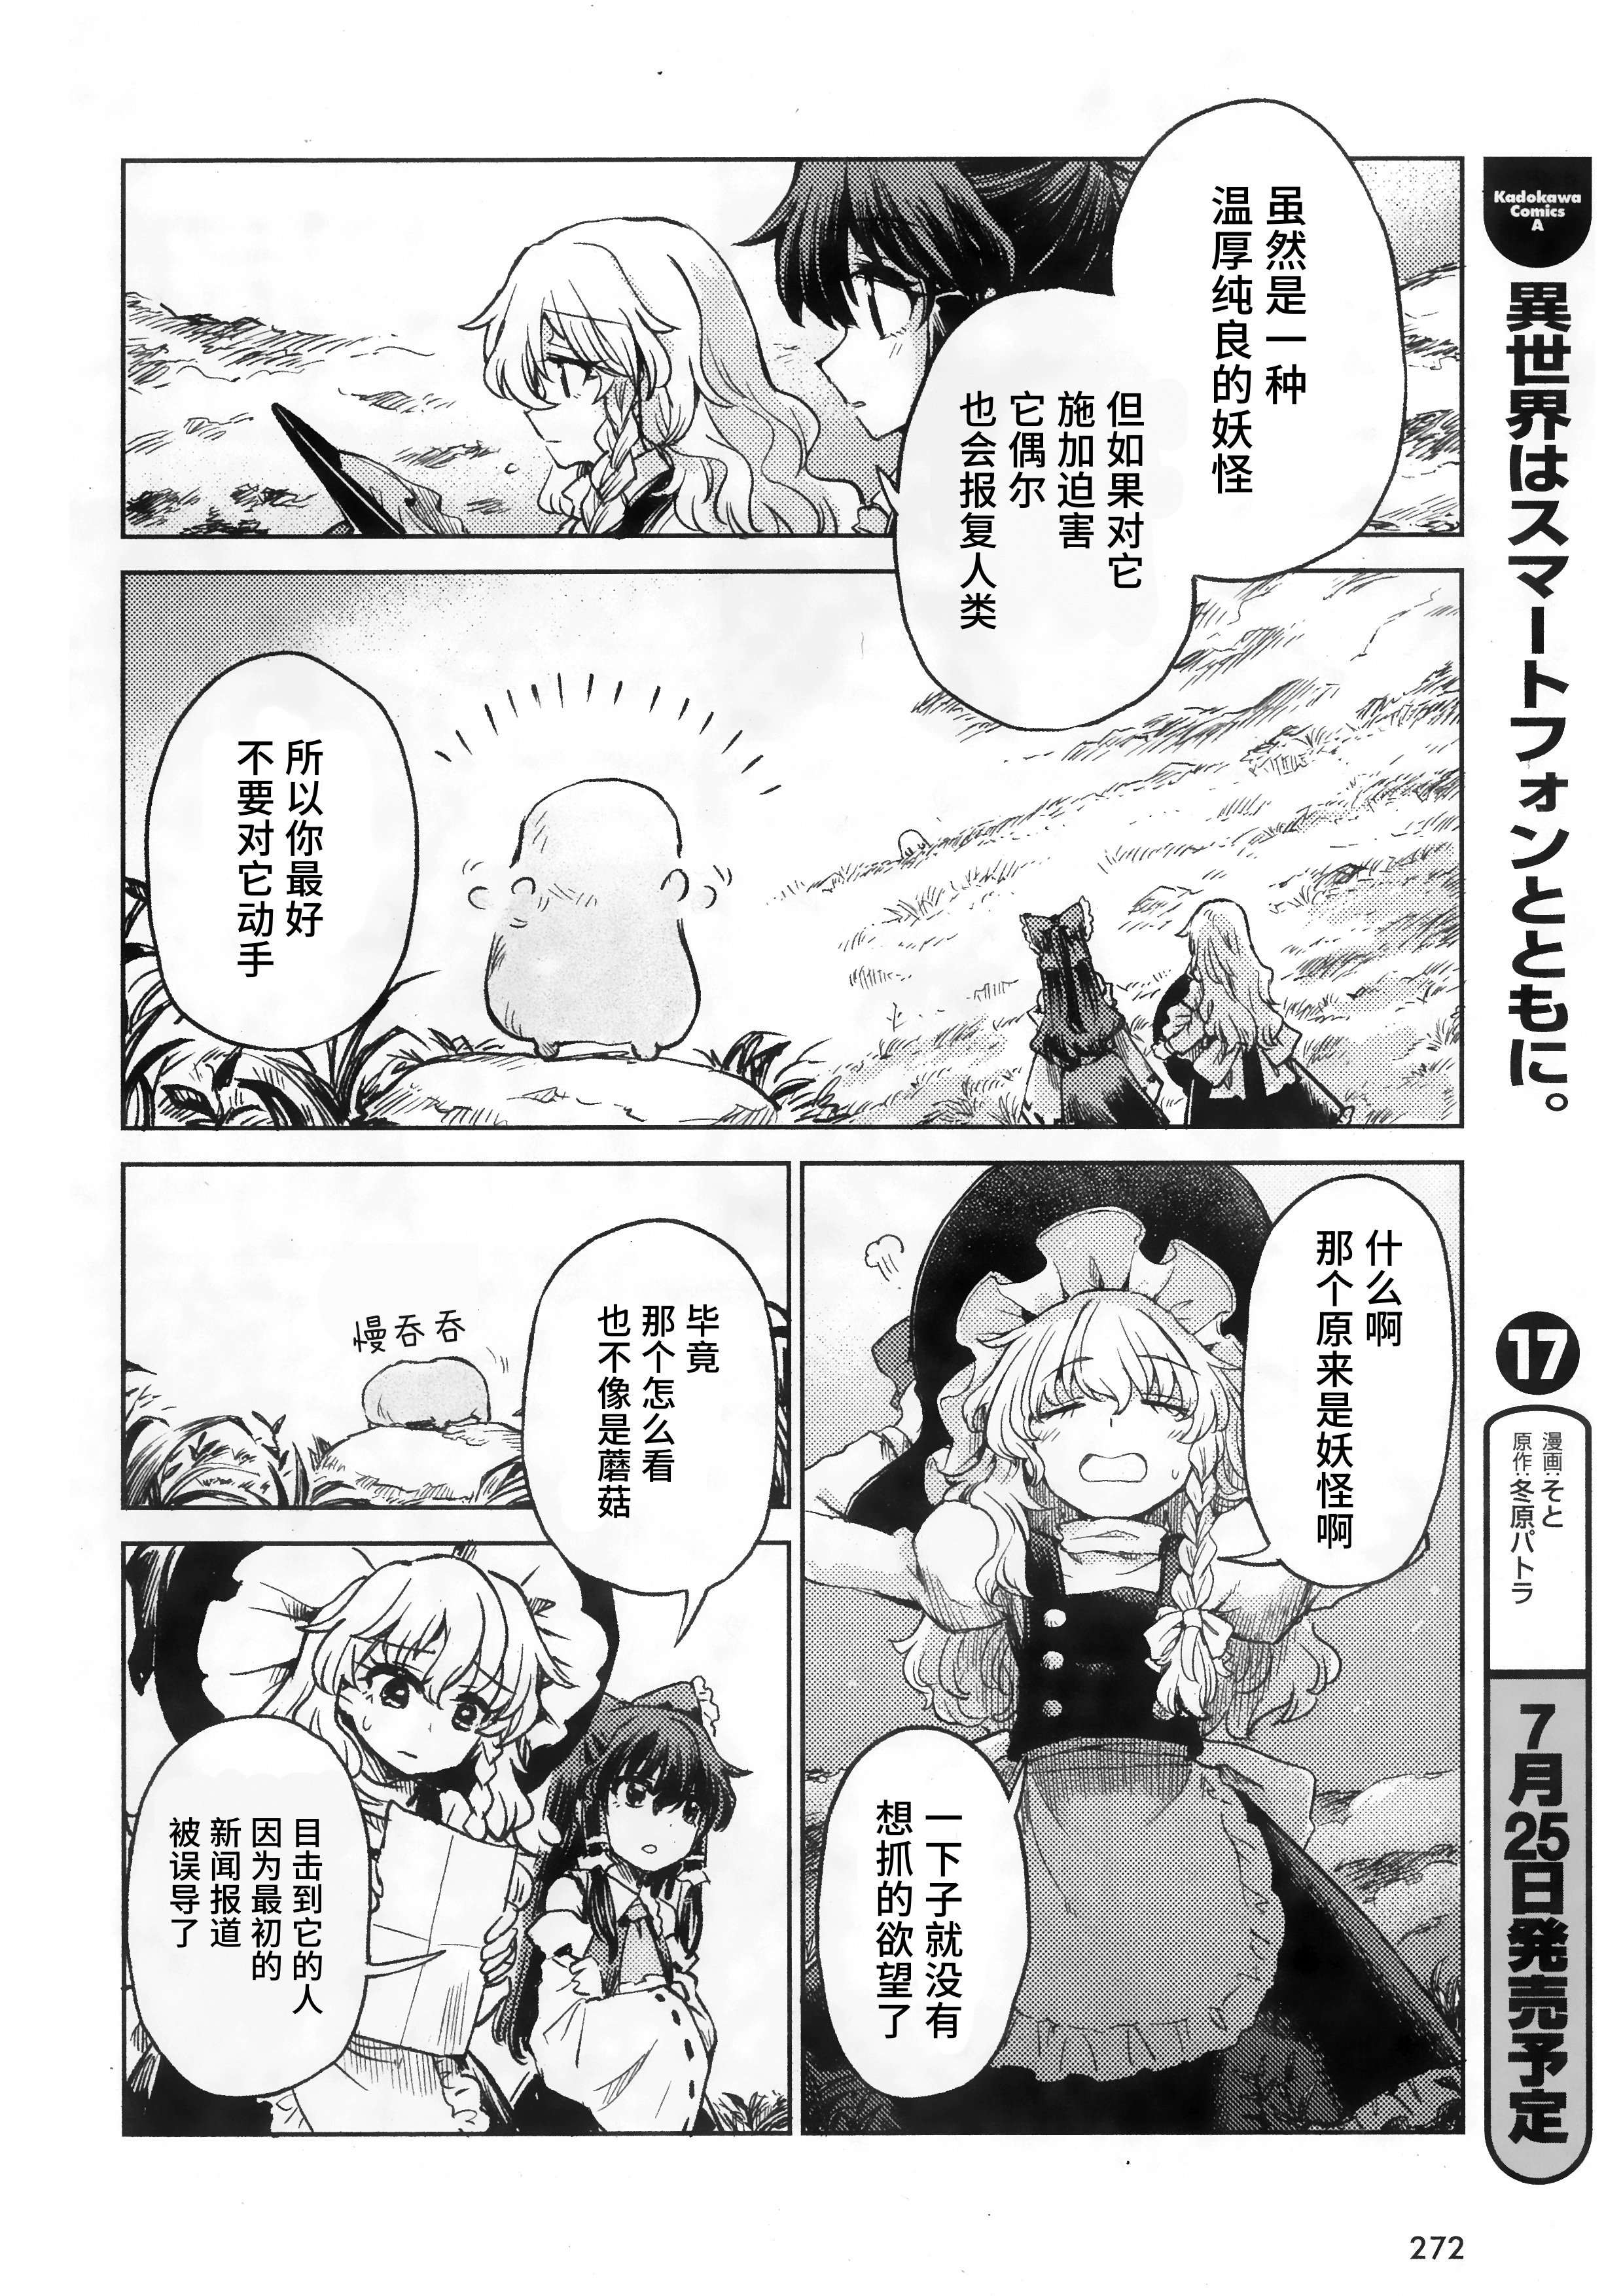 虽然是一种
温厚纯良的妖怪
但如果对它
施加迫害
它偶尔
也会报复人类
所以你最好
不要对它动手
什么啊
那个原来是妖怪啊
一下子就没有
想抓的欲望了
毕竟
那个怎么看
也不像是蘑菇
慢吞吞
目击到它的人
因为最初的
新闻报道
被误导了
Kadokawa
Comics
A
異世界はスマートフォンとともに。
17
漫画:そと
原作:冬原パトラ
7月25日発売予定
272